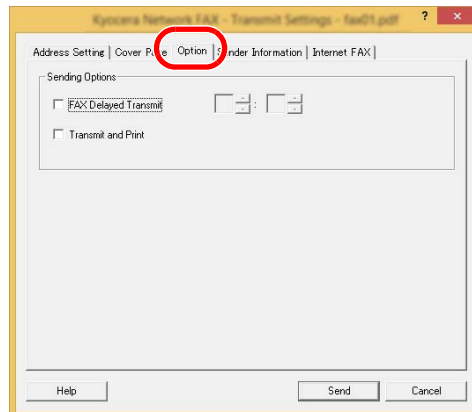 Kyocera Network FAX - Transmit Settings - fax01.pdf ? ×
Address Setting Cover Page Option Sender Information Internet FAX
Sending Options
FAX Delayed Transmit :
Transmit and Print
Help Send Cancel